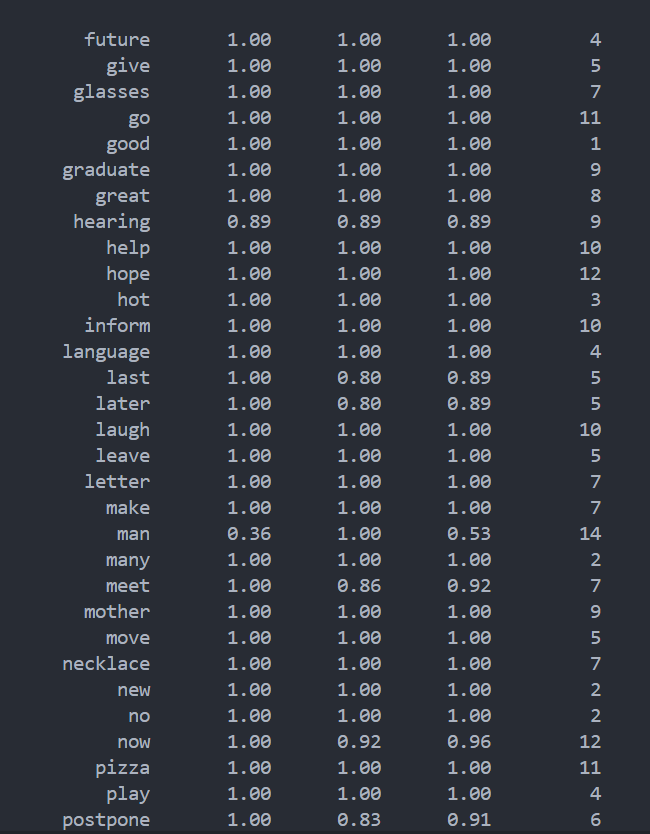 future 1.00 1.00 1.00 4
give 1.00 1.00 1.00 5
glasses 1.00 1.00 1.00 7
go 1.00 1.00 1.00 11
good 1.00 1.00 1.00 1
graduate 1.00 1.00 1.00 9
great 1.00 1.00 1.00 8
hearing 0.89 0.89 0.89 9
help 1.00 1.00 1.00 10
hope 1.00 1.00 1.00 12
hot 1.00 1.00 1.00 3
inform 1.00 1.00 1.00 10
language 1.00 1.00 1.00 4
last 1.00 0.80 0.89 5
later 1.00 0.80 0.89 5
laugh 1.00 1.00 1.00 10
leave 1.00 1.00 1.00 5
letter 1.00 1.00 1.00 7
make 1.00 1.00 1.00 7
man 0.36 1.00 0.53 14
many 1.00 1.00 1.00 2
meet 1.00 0.86 0.92 7
mother 1.00 1.00 1.00 9
move 1.00 1.00 1.00 5
necklace 1.00 1.00 1.00 7
new 1.00 1.00 1.00 2
no 1.00 1.00 1.00 2
now 1.00 0.92 0.96 12
pizza 1.00 1.00 1.00 11
play 1.00 1.00 1.00 4
postpone 1.00 0.83 0.91 6